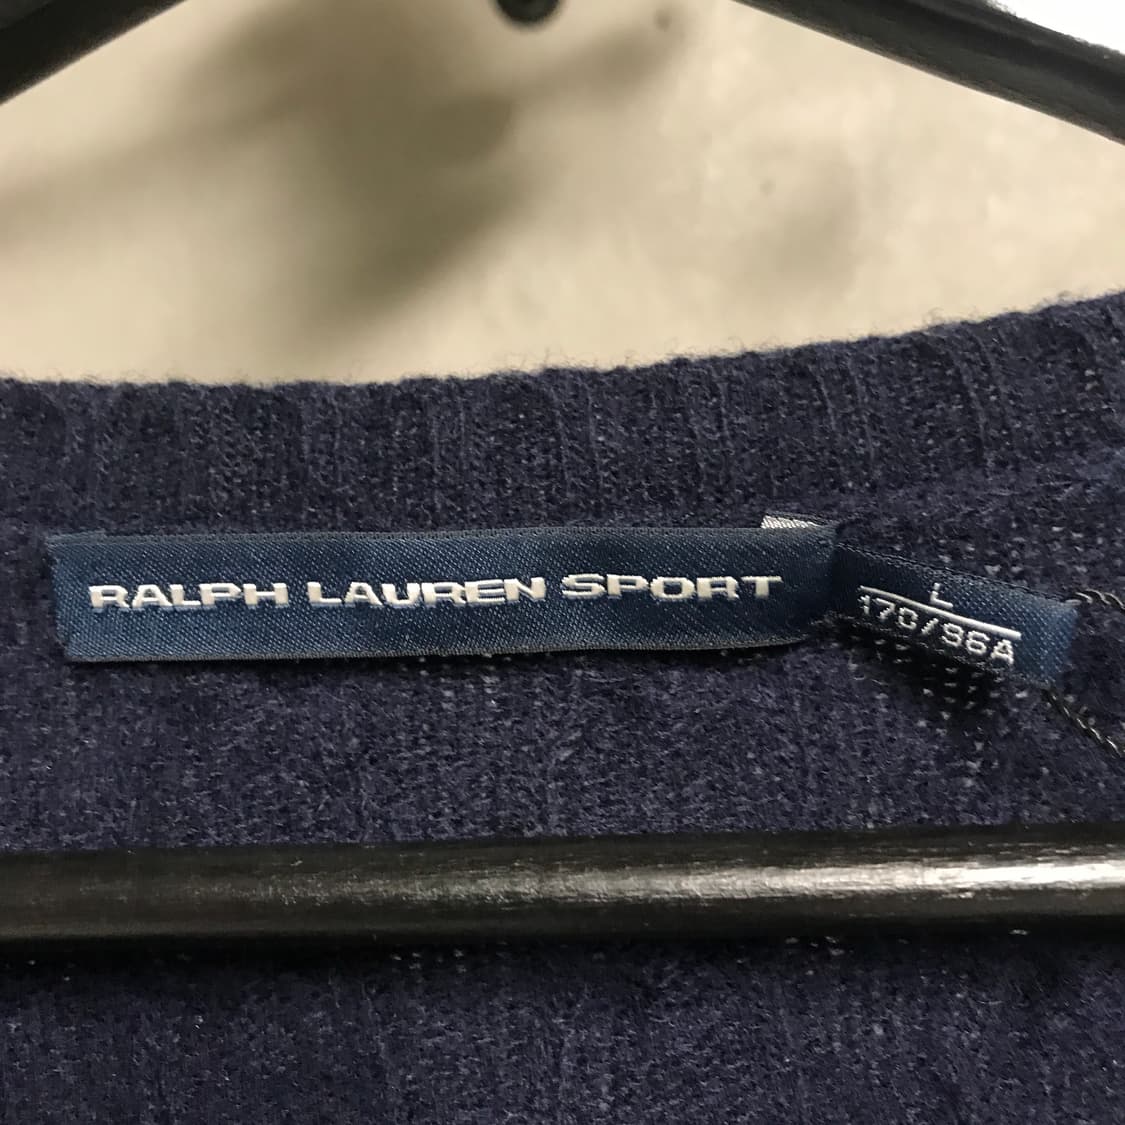 RALPH LAUREN SPORT
L
170/96A